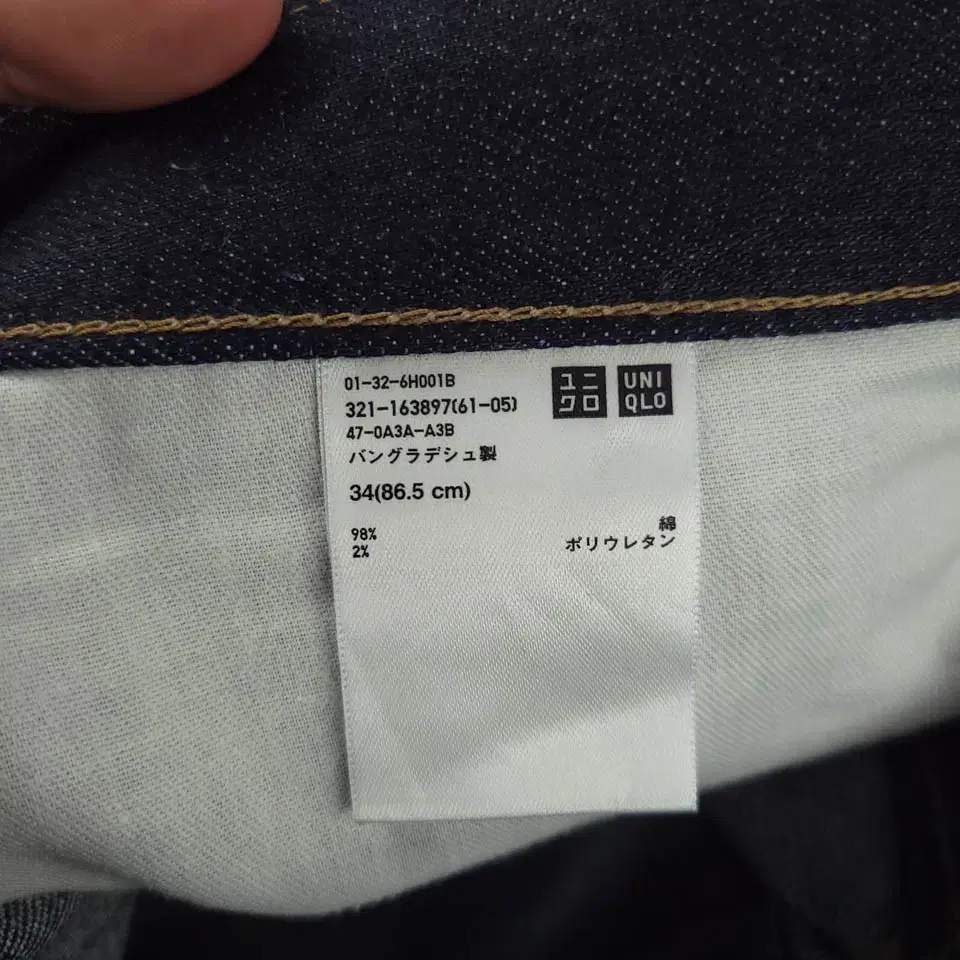 01-32-6H001B
321-163897(61-05)
47-0A3A-A3B
バングラデシュ製
34(86.5 cm)
98% 綿
2% ポリウレタン
ユニ
クロ
UNI
QLO